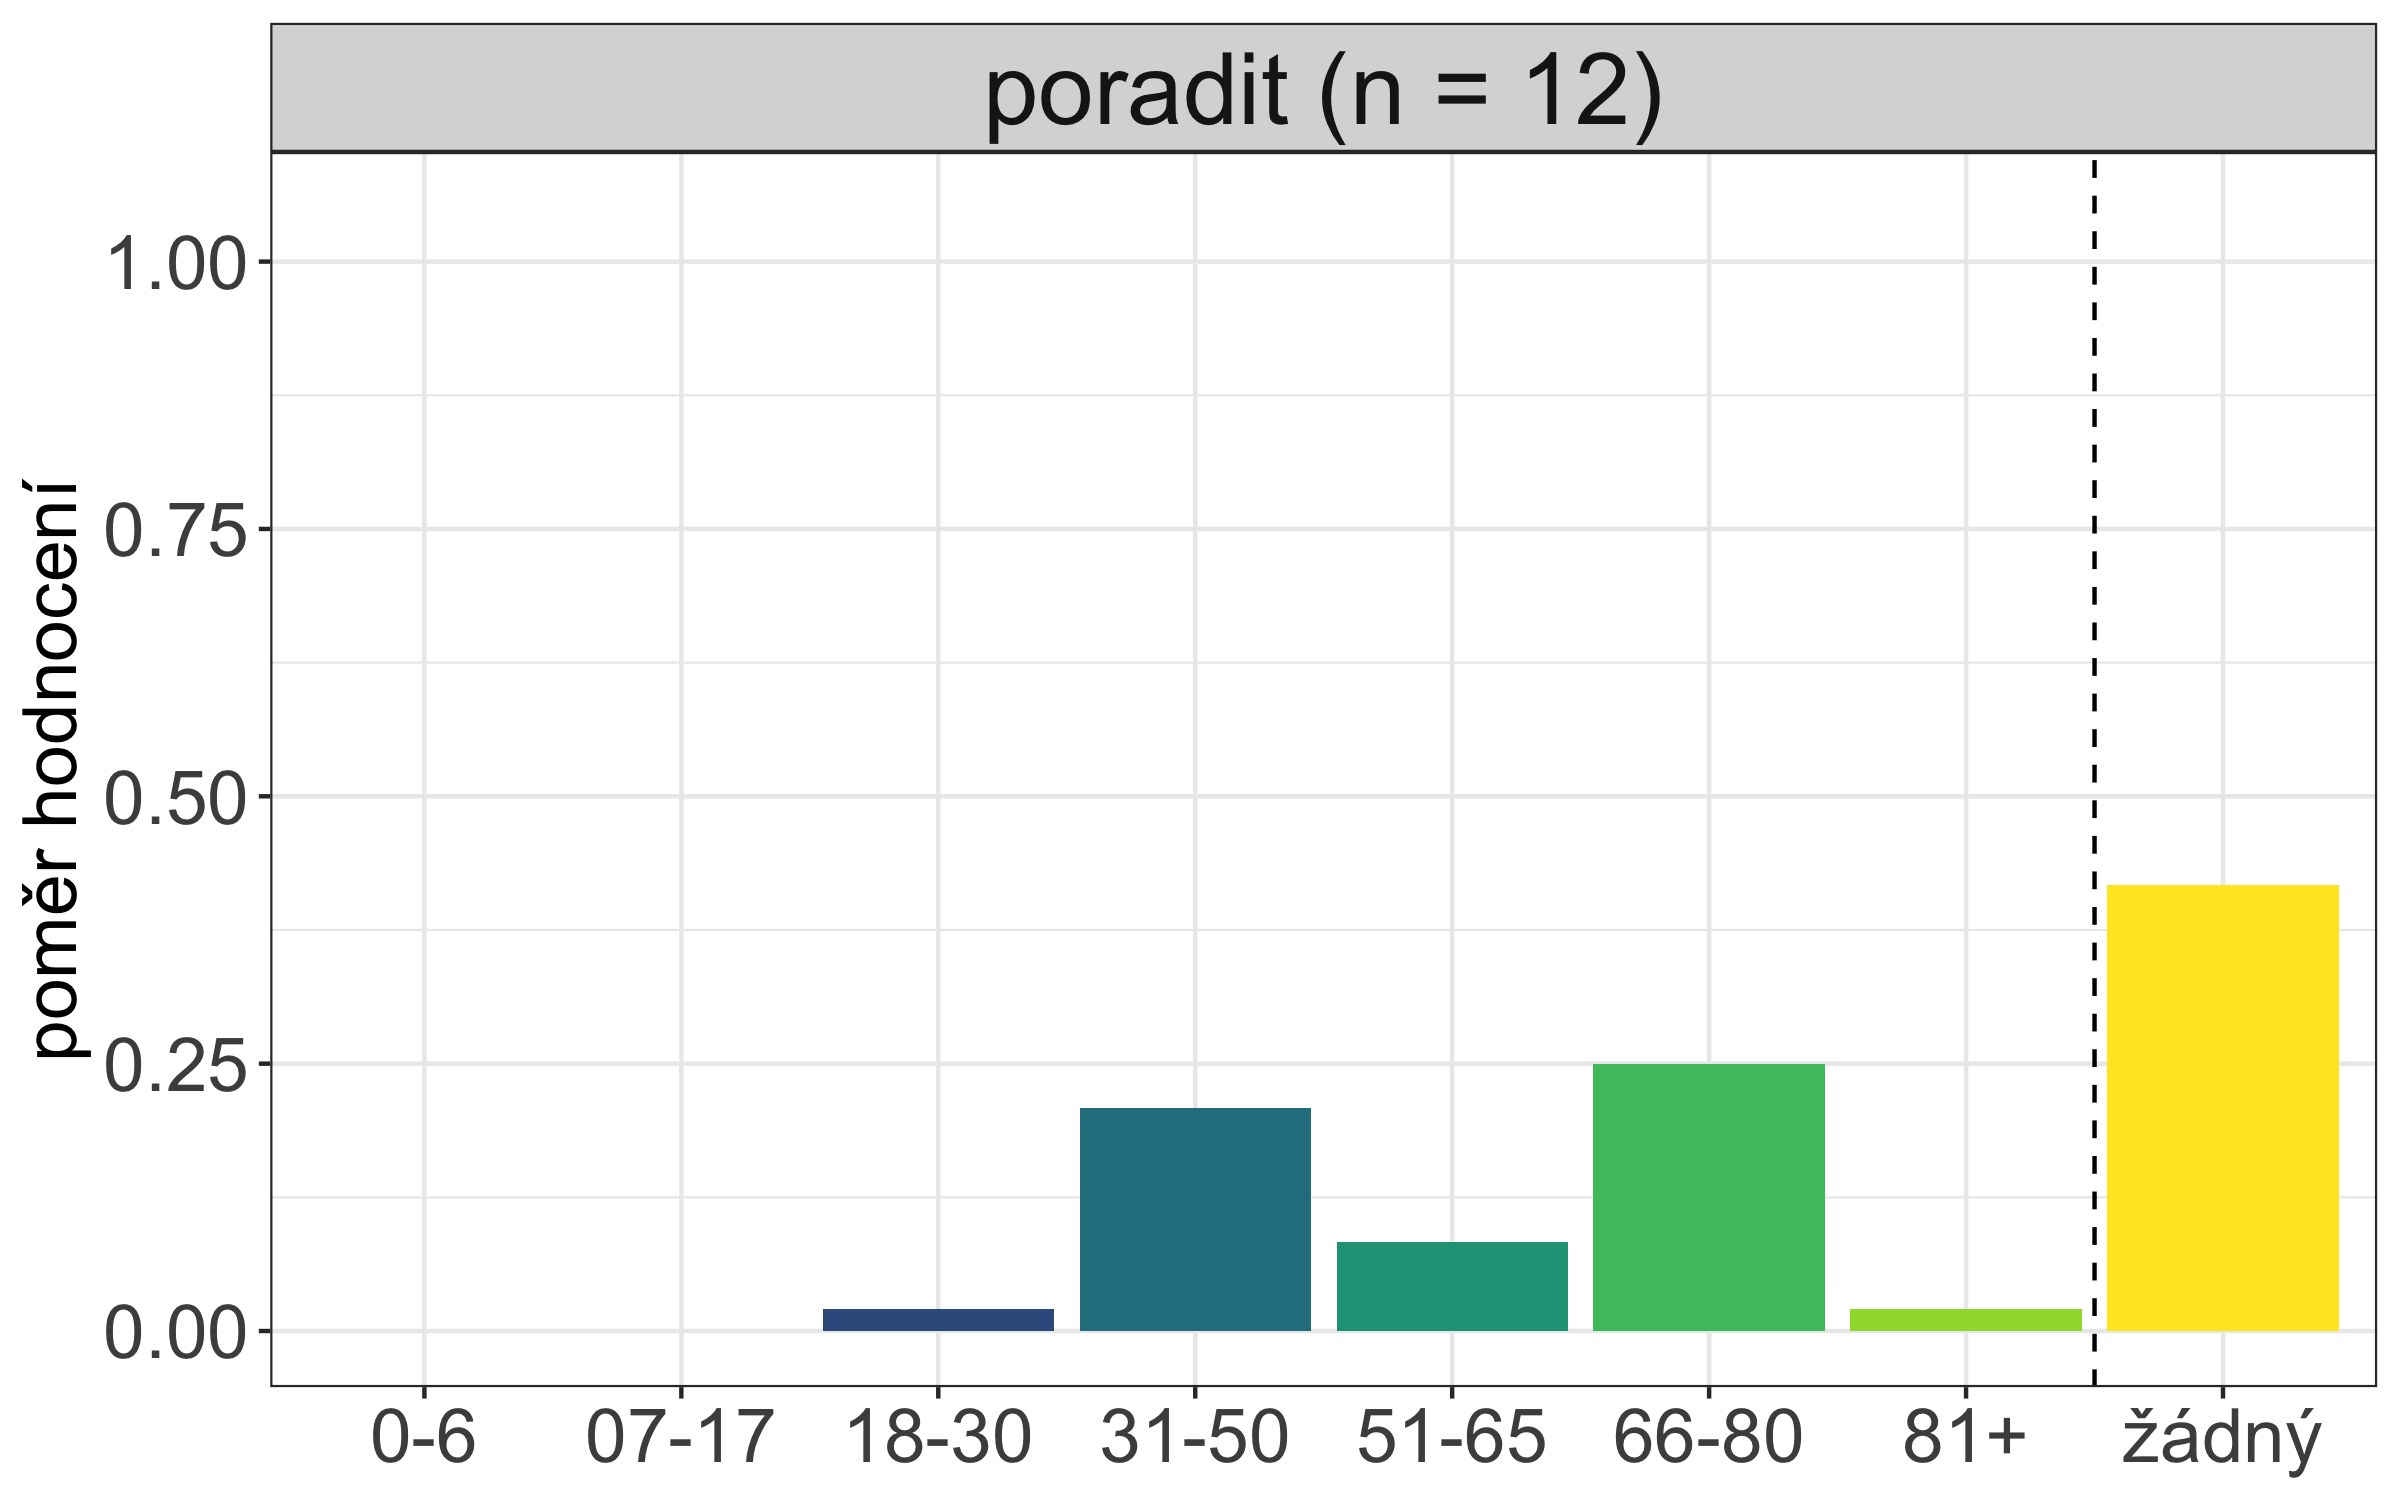 poradit (n = 12)
poměr hodnocení
1.00
0.75
0.50
0.25
0.00
0-6 07-17 18-30 31-50 51-65 66-80 81+ žádný